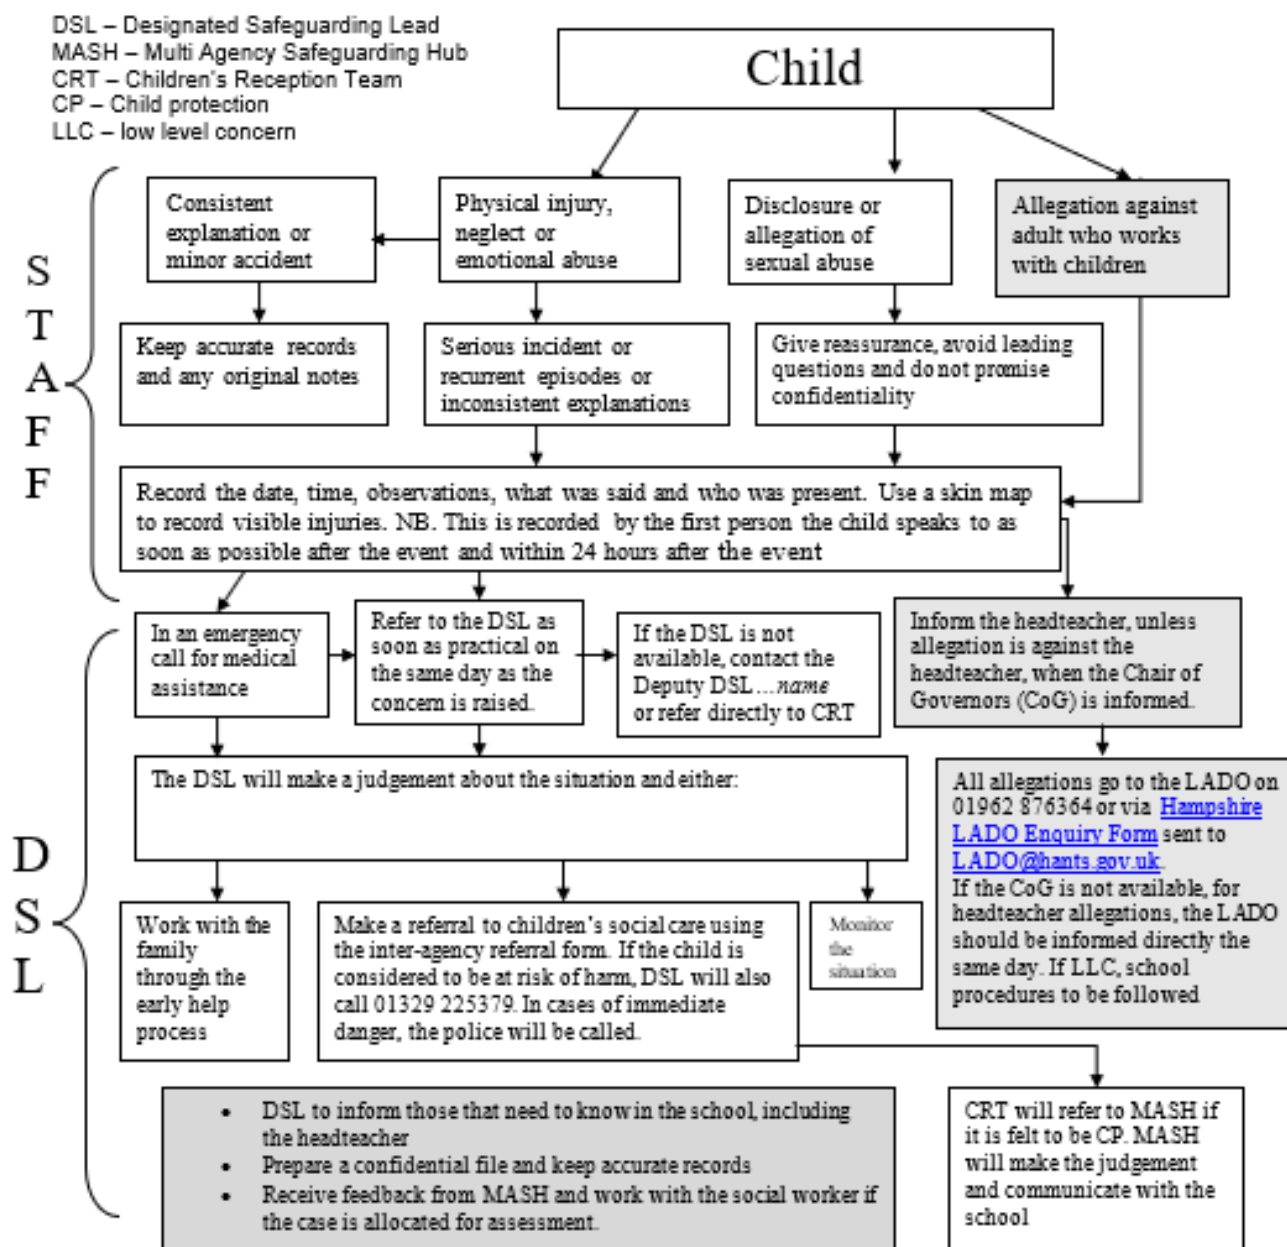 DSL – Designated Safeguarding Lead
MASH – Multi Agency Safeguarding Hub
CRT – Children's Reception Team
CP – Child protection
LLC – low level concern
Child
STAFF
Consistent
explanation or
minor accident
Physical injury,
neglect or
emotional abuse
Disclosure or
allegation of
sexual abuse
Allegation against
adult who works
with children
Keep accurate records
and any original notes
Serious incident or
recurrent episodes or
inconsistent explanations
Give reassurance, avoid leading
questions and do not promise
confidentiality
Record the date, time, observations, what was said and who was present. Use a skin map
to record visible injuries. NB. This is recorded by the first person the child speaks to as
soon as possible after the event and within 24 hours after the event
DSL
In an emergency
call for medical
assistance
Refer to the DSL as
soon as practical on
the same day as the
concern is raised.
If the DSL is not
available, contact the
Deputy DSL...name
or refer directly to CRT
Inform the headteacher, unless
allegation is against the
headteacher, when the Chair of
Governors (CoG) is informed.
The DSL will make a judgement about the situation and either:
All allegations go to the LADO on
01962 876364 or via Hampshire
LADO Enquiry Form sent to
LADO@hants.gov.uk.
If the CoG is not available, for
headteacher allegations, the LADO
should be informed directly the
same day. If LLC, school
procedures to be followed
Work with the
family
through the
early help
process
Make a referral to children's social care using
the inter-agency referral form. If the child is
considered to be at risk of harm, DSL will also
call 01329 225379. In cases of immediate
danger, the police will be called.
Monitor
the
situation
• DSL to inform those that need to know in the school, including
the headteacher
• Prepare a confidential file and keep accurate records
• Receive feedback from MASH and work with the social worker if
the case is allocated for assessment.
CRT will refer to MASH if
it is felt to be CP. MASH
will make the judgement
and communicate with the
school